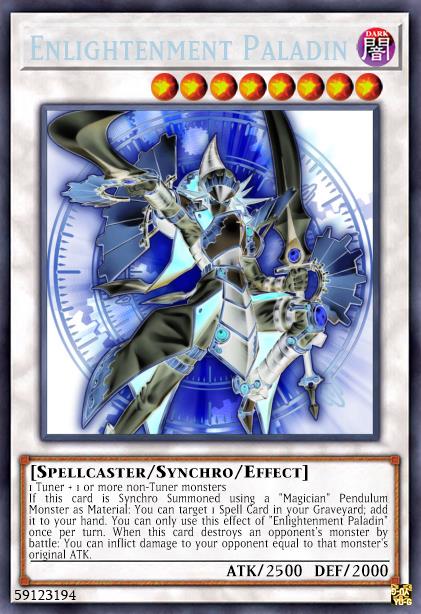 Enlightenment Paladin
DARK
闇
[Spellcaster/Synchro/Effect]
1 Tuner + 1 or more non-Tuner monsters
If this card is Synchro Summoned using a "Magician" Pendulum
Monster as Material: You can target 1 Spell Card in your Graveyard; add
it to your hand. You can only use this effect of "Enlightenment Paladin"
once per turn. When this card destroys an opponent's monster by
battle: You can inflict damage to your opponent equal to that monster's
original ATK.
ATK/2500 DEF/2000
59123194